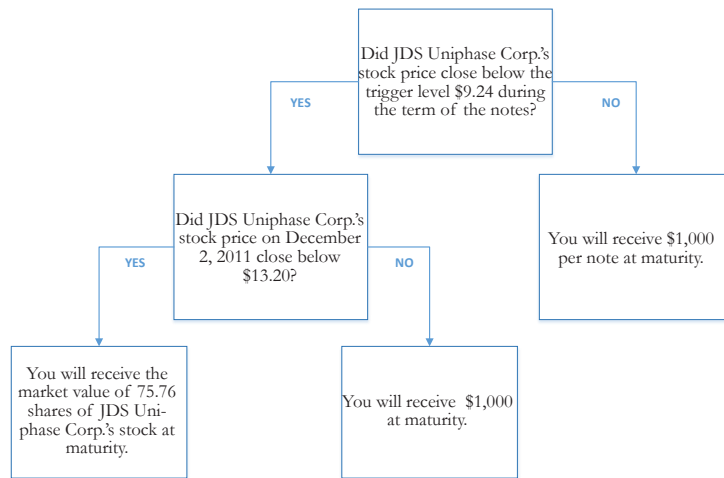 Did JDS Uniphase Corp.'s
stock price close below the
trigger level $9.24 during
the term of the notes?
YES
NO
Did JDS Uniphase Corp.'s
stock price on December
2, 2011 close below
$13.20?
You will receive $1,000
per note at maturity.
YES
NO
You will receive the
market value of 75.76
shares of JDS Uni-
phase Corp.'s stock at
maturity.
You will receive $1,000
at maturity.